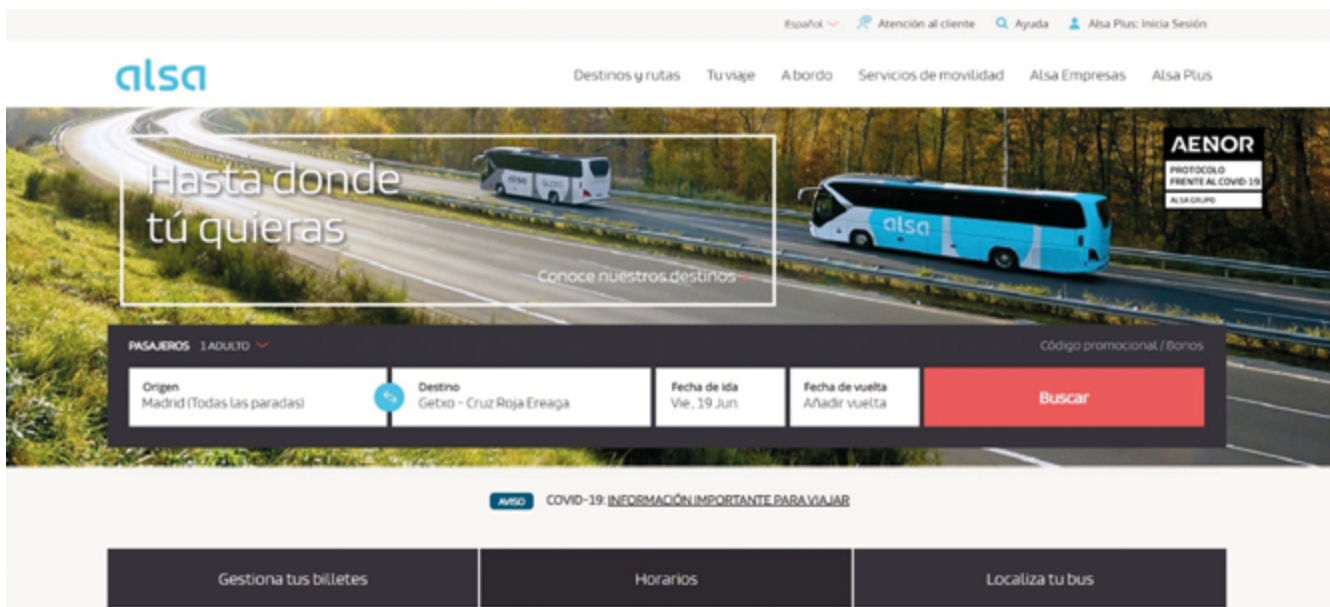 Español
Atención al cliente
Ayuda
Alsa Plus: Inicia Sesión
alsa
Destinos y rutas
Tu viaje
A bordo
Servicios de movilidad
Alsa Empresas
Alsa Plus
Hasta donde
tú quieras
Conoce nuestros destinos
alsa
AENOR
PROTOCOLO
FRENTE AL COVID-19
ALSA GRUPO
PASAJEROS 1 ADULTO
Código promocional / Bonos
Origen
Madrid (Todas las paradas)
Destino
Getxo - Cruz Roja Ereaga
Fecha de ida
Vie, 19 Jun.
Fecha de vuelta
Añadir vuelta
Buscar
AVISO COVID-19: INFORMACIÓN IMPORTANTE PARA VIAJAR
Gestiona tus billetes
Horarios
Localiza tu bus